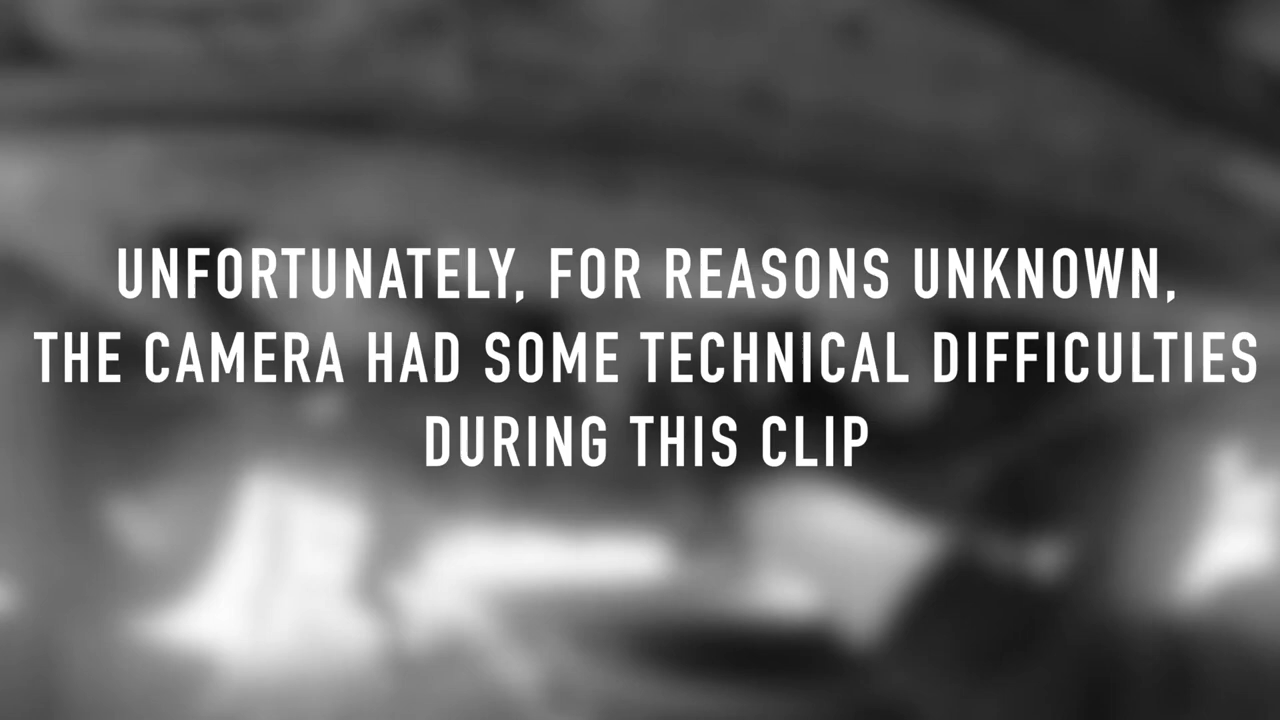 UNFORTUNATELY, FOR REASONS UNKNOWN,
THE CAMERA HAD SOME TECHNICAL DIFFICULTIES
DURING THIS CLIP